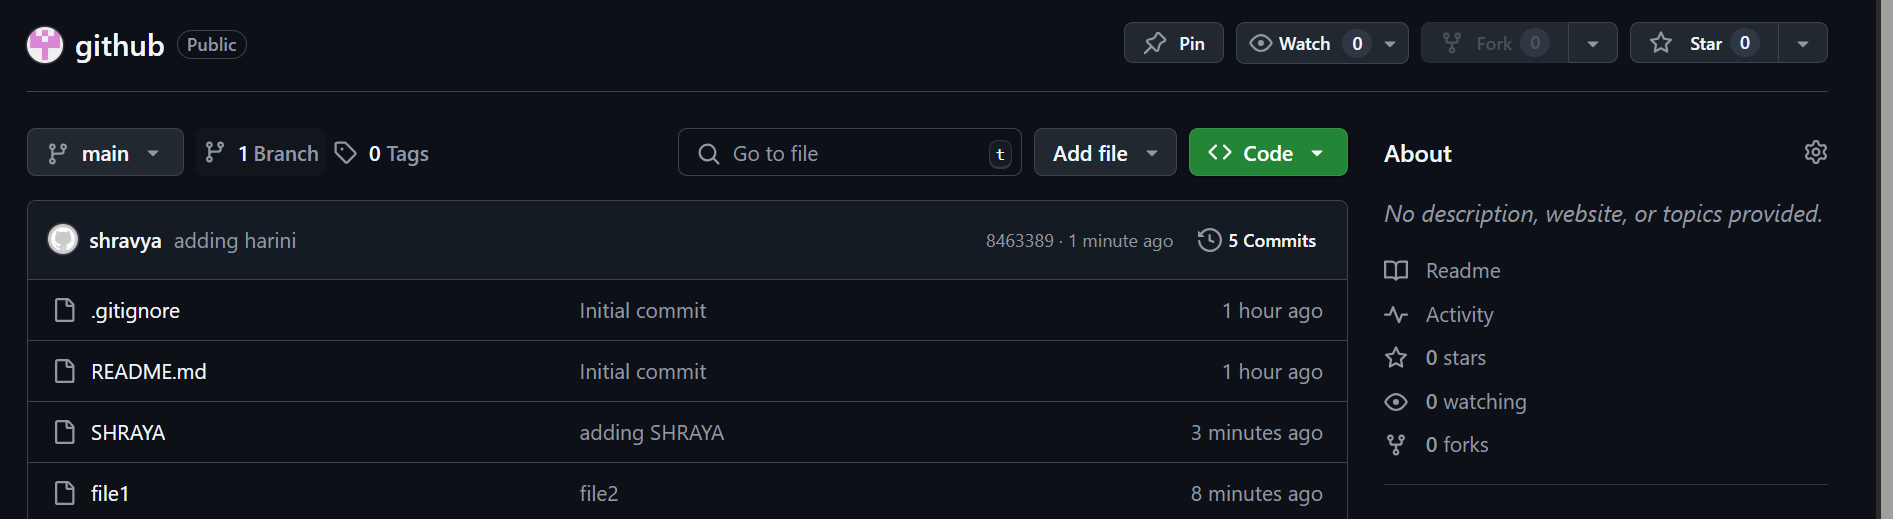 github Public Pin Watch 0 Fork 0 Star 0
main 1 Branch 0 Tags Go to file t Add file Code
shravya adding harini 8463389 · 1 minute ago 5 Commits
.gitignore Initial commit 1 hour ago
README.md Initial commit 1 hour ago
SHRAYA adding SHRAYA 3 minutes ago
file1 file2 8 minutes ago
About
No description, website, or topics provided.
Readme
Activity
0 stars
0 watching
0 forks